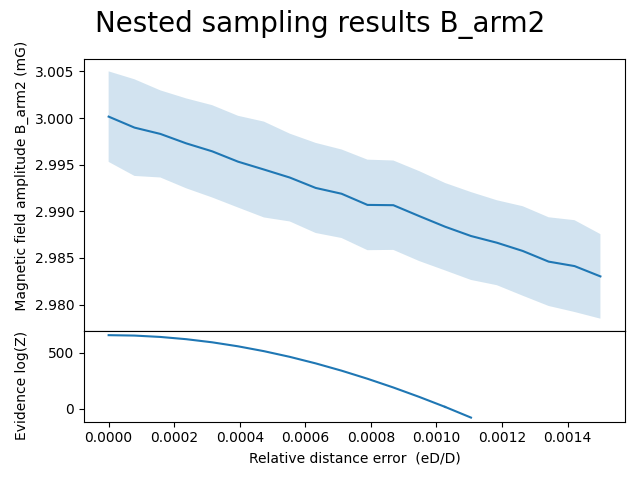 Nested sampling results B_arm2
Magnetic field amplitude B_arm2 (mG)
3.005
3.000
2.995
2.990
2.985
2.980
Evidence log(Z)
500
0
0.0000 0.0002 0.0004 0.0006 0.0008 0.0010 0.0012 0.0014
Relative distance error (eD/D)